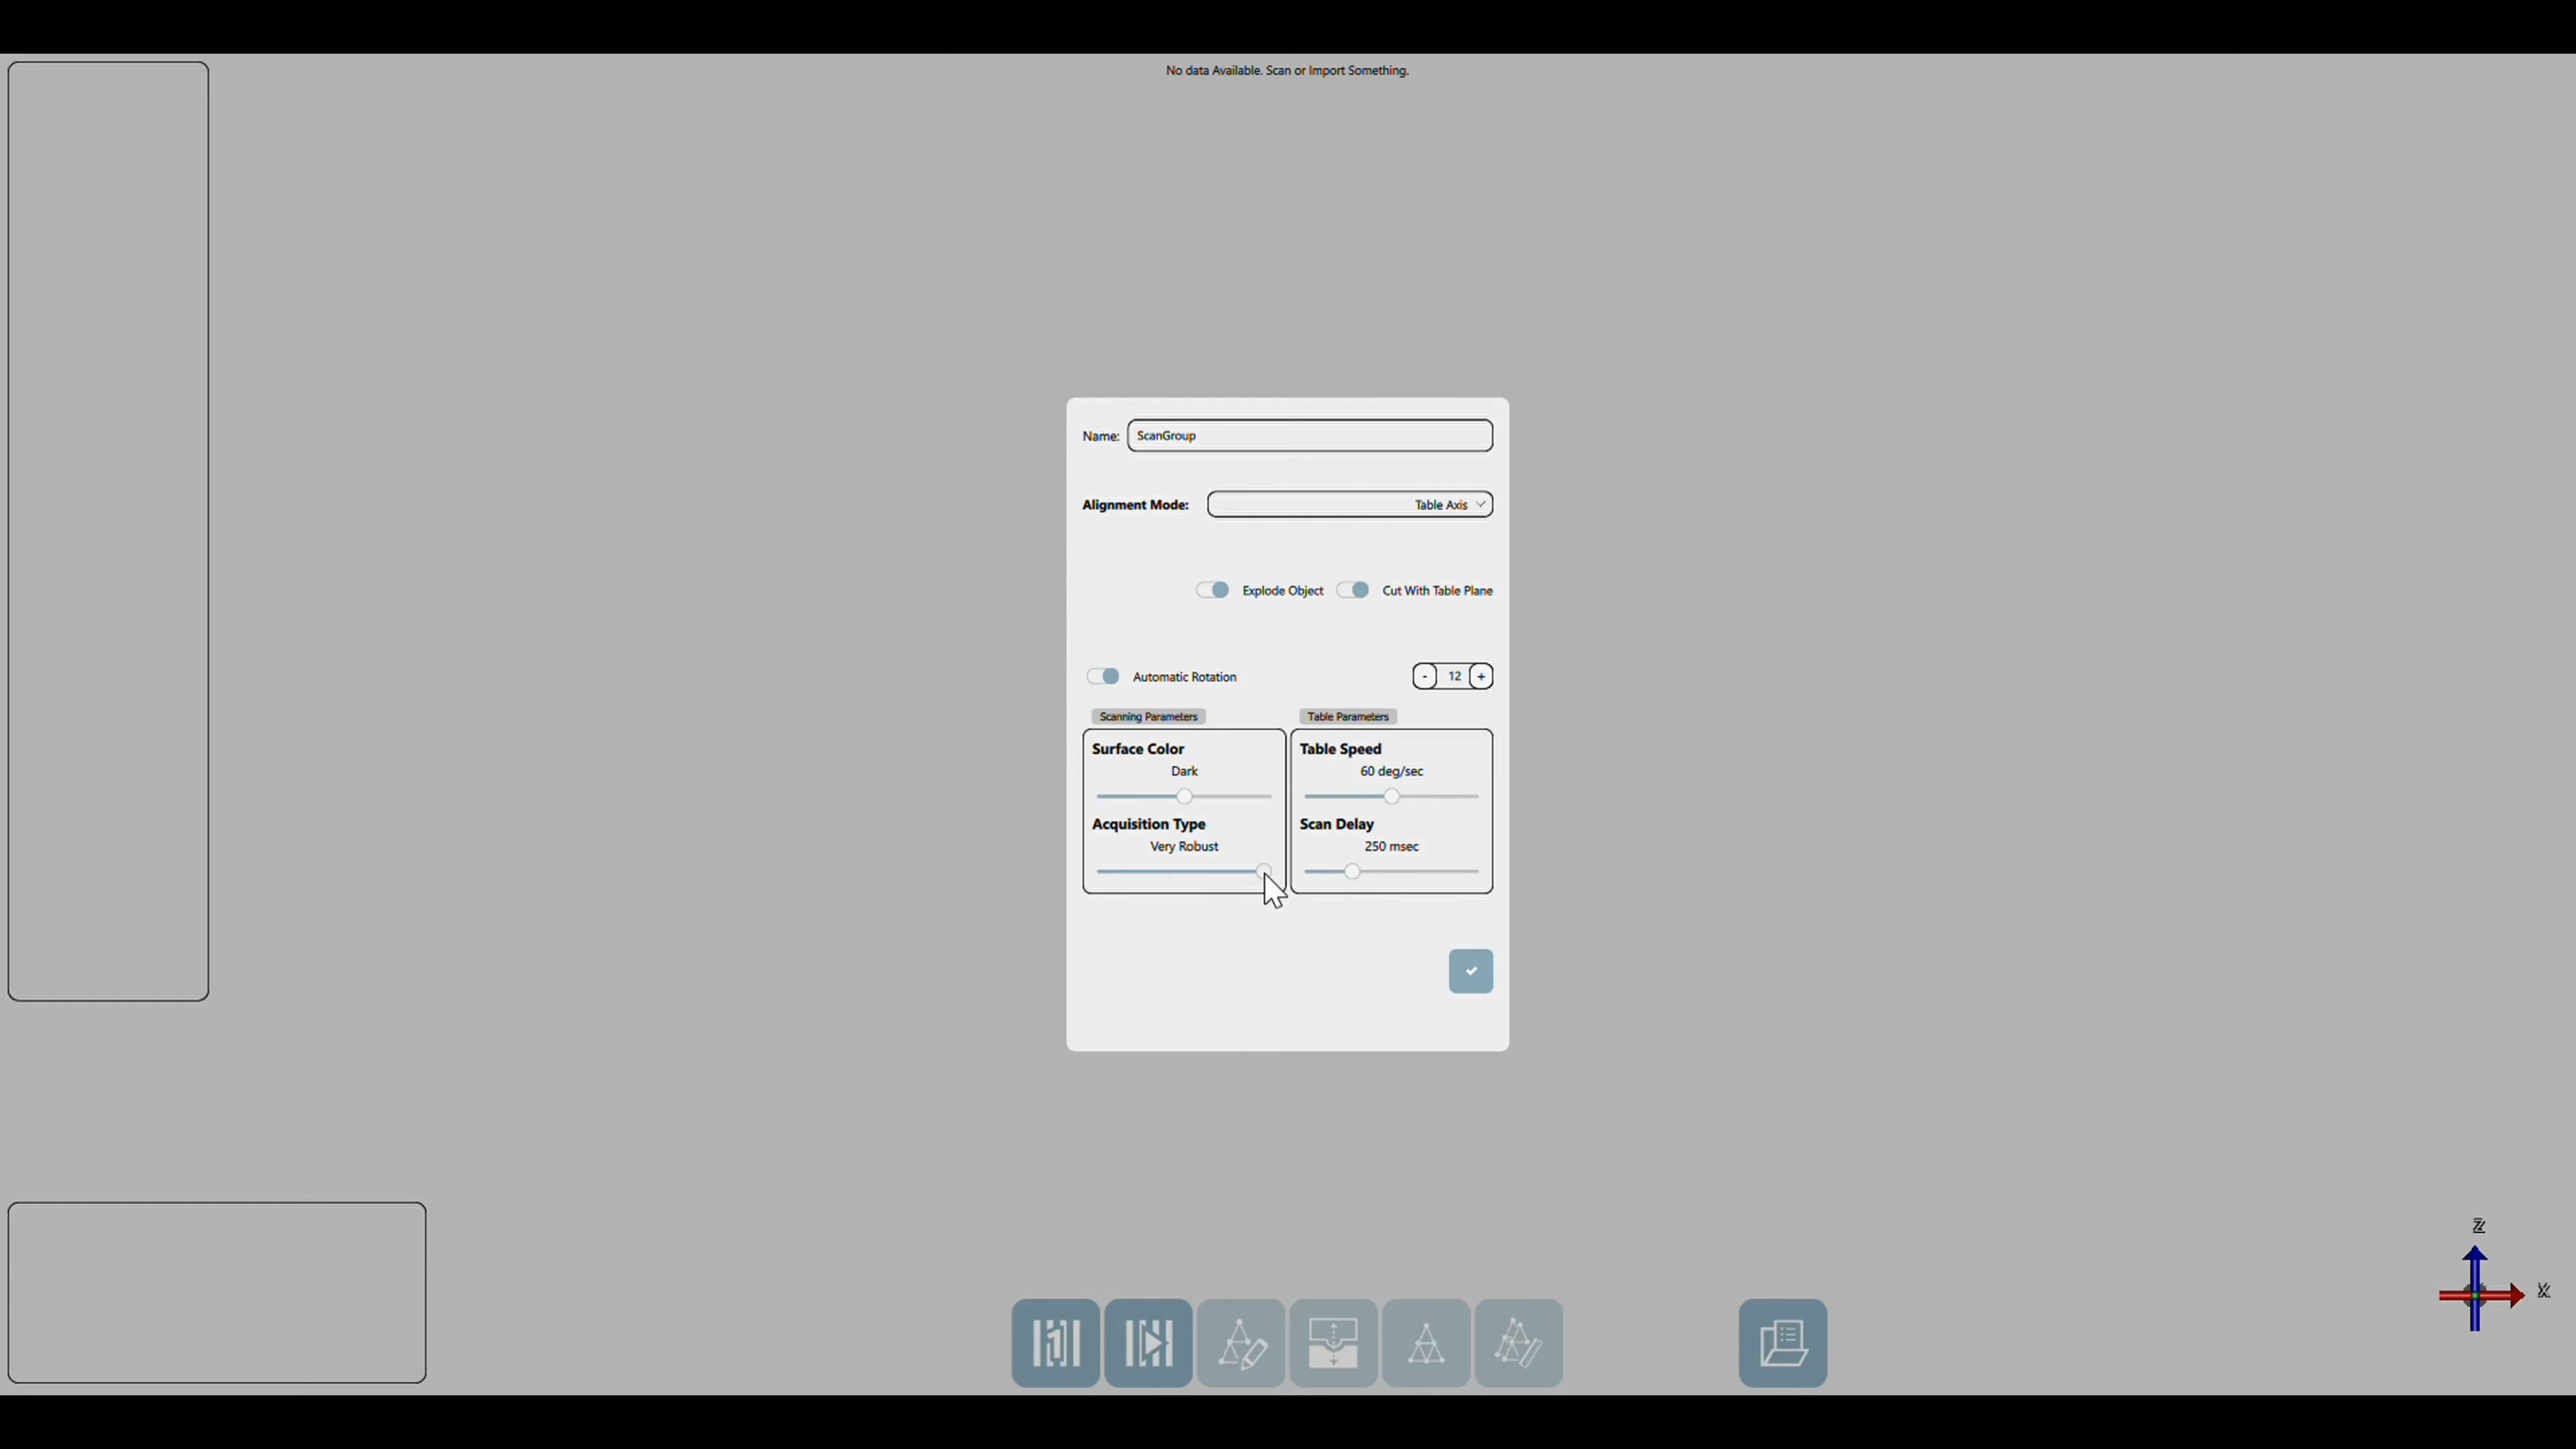 No data Available. Scan or Import Something.
Name: ScanGroup
Alignment Mode: Table Axis
Explode Object Cut With Table Plane
Automatic Rotation - 12 +
Scanning Parameters Table Parameters
Surface Color Table Speed
Dark 60 deg/sec
Acquisition Type Scan Delay
Very Robust 250 msec
Z
X
1